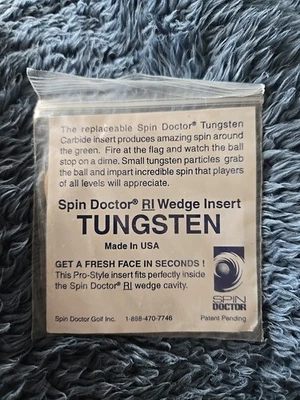 The replaceable Spin Doctor® Tungsten
Carbide insert produces amazing spin around
the green. Fire at the flag and watch the ball
stop on a dime. Small tungsten particles grab
the ball and impart incredible spin that players
of all levels will appreciate.
Spin Doctor® RI Wedge Insert
TUNGSTEN
Made In USA
GET A FRESH FACE IN SECONDS !
This Pro-Style insert fits perfectly inside
the Spin Doctor® RI wedge cavity.
SPIN
DOCTOR
Spin Doctor Golf Inc. 1-888-470-7746 Patent Pending